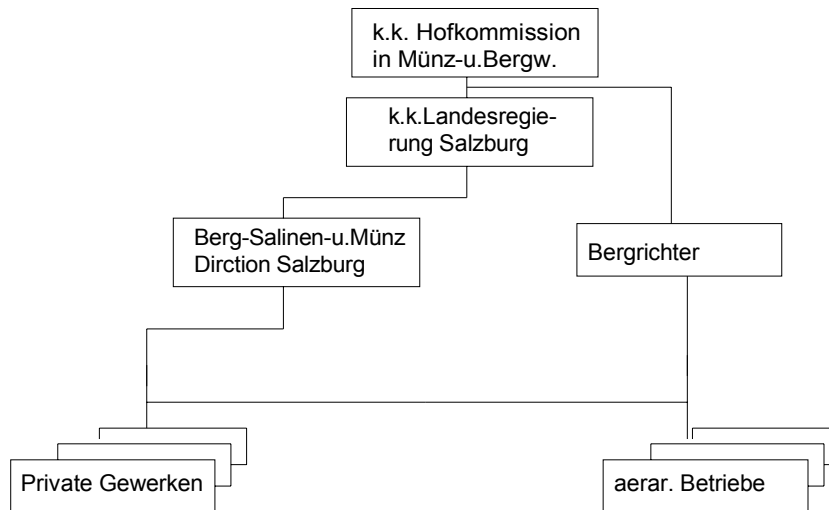 k.k. Hofkommission
in Münz-u.Bergw.
k.k.Landesregie-
rung Salzburg
Berg-Salinen-u.Münz
Dirction Salzburg
Bergrichter
Private Gewerken
aerar. Betriebe